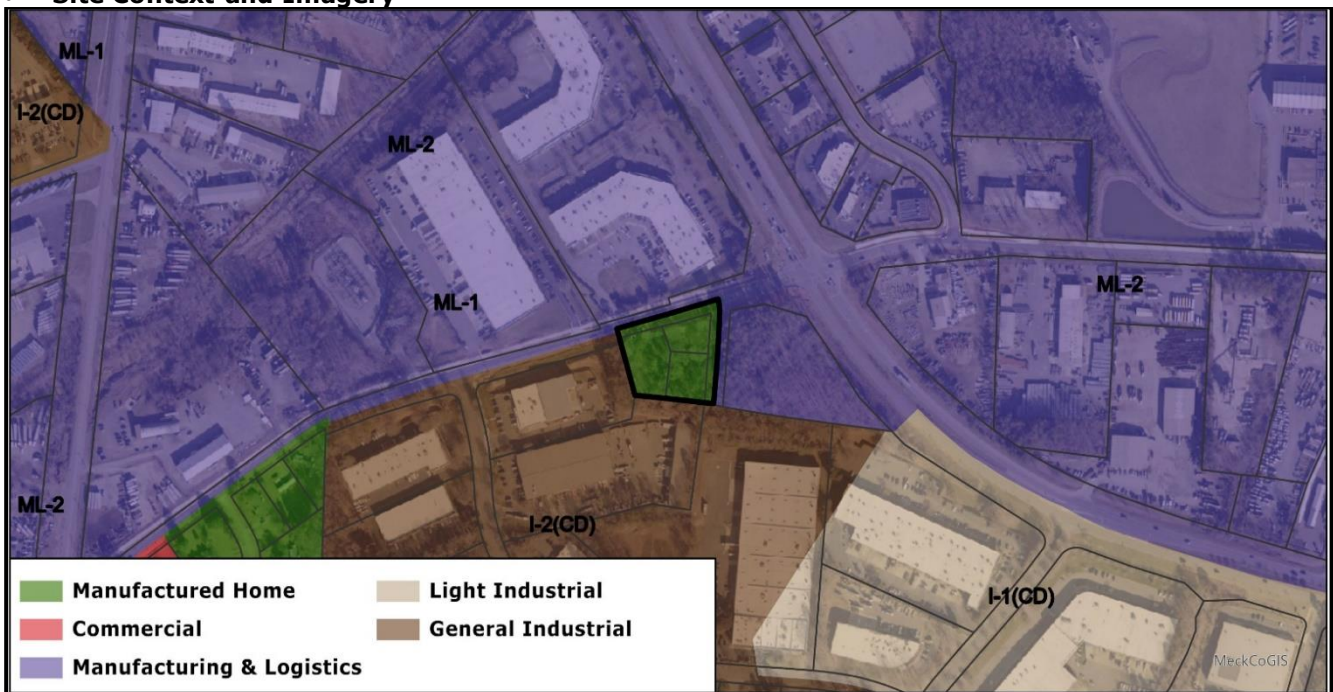 Site Context and Imagery
ML-1
I-2(CD)
ML-2
ML-1
ML-2
ML-2
I-2(CD)
I-1(CD)
Manufactured Home
Light Industrial
Commercial
General Industrial
Manufacturing & Logistics
MeckCoGIS